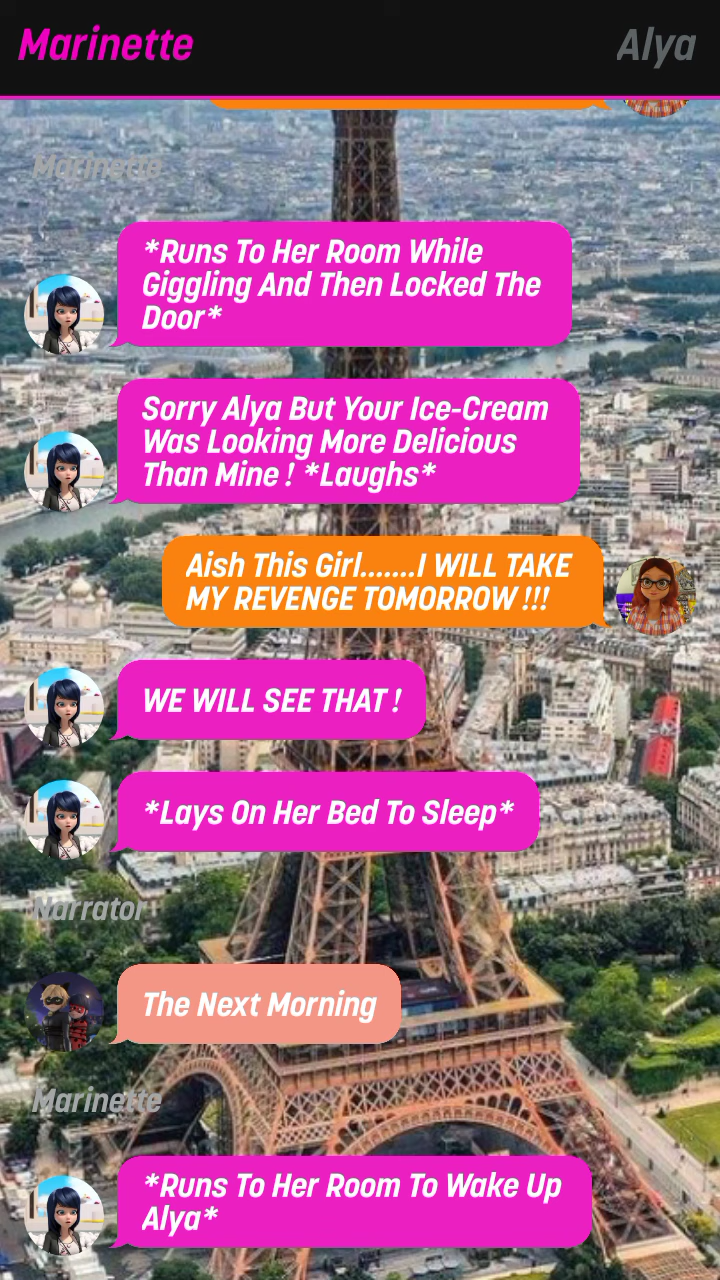 Marinette
Alya
Marinette
*Runs To Her Room While
Giggling And Then Locked The
Door*
Sorry Alya But Your Ice-Cream
Was Looking More Delicious
Than Mine ! *Laughs*
Aish This Girl.......I WILL TAKE
MY REVENGE TOMORROW !!!
WE WILL SEE THAT !
*Lays On Her Bed To Sleep*
Narrator
The Next Morning
Marinette
*Runs To Her Room To Wake Up
Alya*